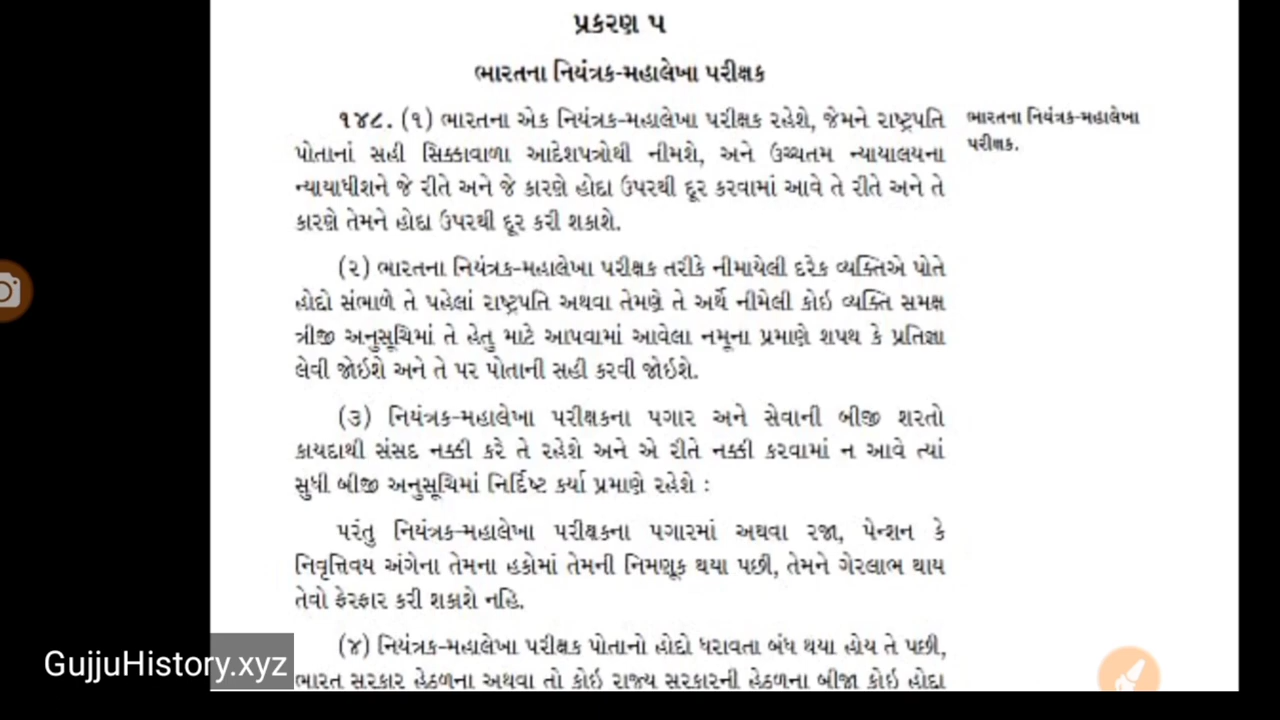 પ્રકરણ ૫
ભારતના નિયંત્રક-મહાલેખા પરીક્ષક
૧૪૮. (૧) ભારતના એક નિયંત્રક-મહાલેખા પરીક્ષક રહેશે, જેમને રાષ્ટ્રપતિ
પોતાનાં સહી સિક્કાવાળા આદેશપત્રોથી નીમશે, અને ઉચ્ચતમ ન્યાયાલયના
ન્યાયાધીશને જે રીતે અને જે કારણે હોદા ઉપરથી દૂર કરવામાં આવે તે રીતે અને તે
કારણે તેમને હોદા ઉપરથી દૂર કરી શકાશે.
ભારતના નિયંત્રક-મહાલેખા
પરીક્ષક.
(૨) ભારતના નિયંત્રક-મહાલેખા પરીક્ષક તરીકે નીમાયેલી દરેક વ્યક્તિએ પોતે
હોદો સંભાળે તે પહેલાં રાષ્ટ્રપતિ અથવા તેમણે તે અર્થે નીમેલી કોઇ વ્યક્તિ સમક્ષ
ત્રીજી અનુસૂચિમાં તે હેતુ માટે આપવામાં આવેલા નમૂના પ્રમાણે શપથ કે પ્રતિજ્ઞા
લેવી જોઇશે અને તે પર પોતાની સહી કરવી જોઇશે.
(૩) નિયંત્રક-મહાલેખા પરીક્ષકના પગાર અને સેવાની બીજી શરતો
કાયદાથી સંસદ નક્કી કરે તે રહેશે અને એ રીતે નક્કી કરવામાં ન આવે ત્યાં
સુધી બીજી અનુસૂચિમાં નિર્દિષ્ટ કર્યા પ્રમાણે રહેશે :
પરંતુ નિયંત્રક-મહાલેખા પરીક્ષકના પગારમાં અથવા રજા, પેન્શન કે
નિવૃત્તિવય અંગેના તેમના હકોમાં તેમની નિમણૂક થયા પછી, તેમને ગેરલાભ થાય
તેવો ફેરફાર કરી શકાશે નહિ.
(૪) નિયંત્રક-મહાલેખા પરીક્ષક પોતાનો હોદો ધરાવતા બંધ થયા હોય તે પછી,
ભારત સરકાર હેઠળના અથવા તો કોઇ રાજ્ય સરકારની હેઠળના બીજા કોઇ હોદા
GujjuHistory.xyz